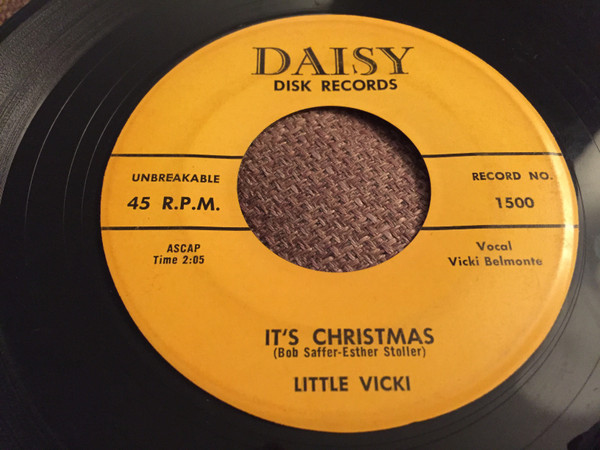 DAISY
DISK RECORDS
UNBREAKABLE
45 R.P.M.
RECORD NO.
1500
ASCAP
Time 2:05
Vocal
Vicki Belmonte
IT'S CHRISTMAS
(Bob Saffer-Esther Stoller)
LITTLE VICKI